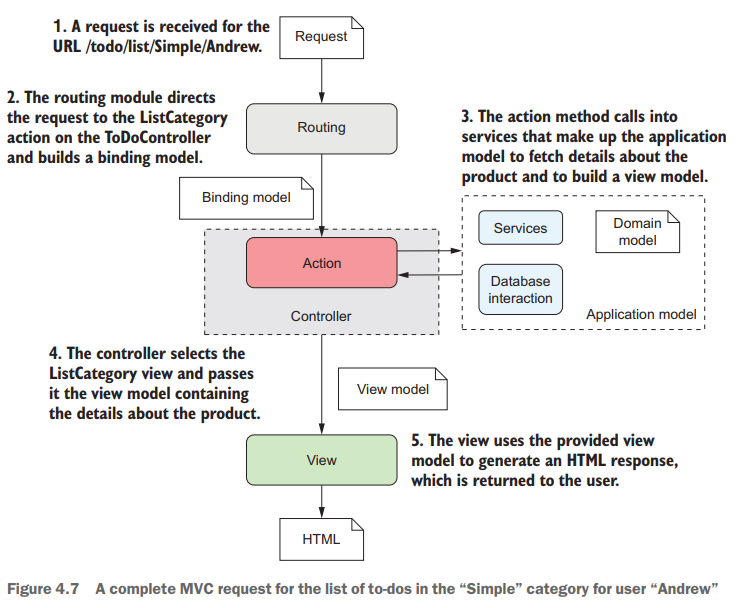 1. A request is received for the
URL /todo/list/Simple/Andrew.
Request
2. The routing module directs
the request to the ListCategory
action on the ToDoController
and builds a binding model.
Routing
3. The action method calls into
services that make up the application
model to fetch details about the
product and to build a view model.
Binding model
Action
Controller
Services
Domain
model
Database
interaction
Application model
4. The controller selects the
ListCategory view and passes
it the view model containing
the details about the product.
View model
View
5. The view uses the provided view
model to generate an HTML response,
which is returned to the user.
HTML
Figure 4.7 A complete MVC request for the list of to-dos in the “Simple” category for user “Andrew”